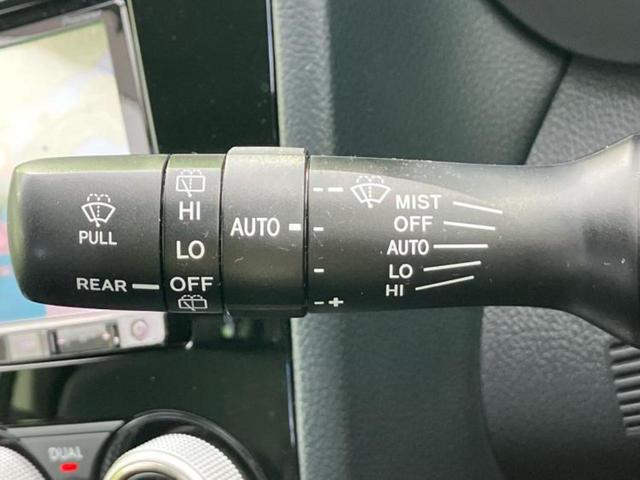 PULL
REAR
HI
LO
OFF
AUTO
--
-
-
-+
MIST
OFF
AUTO
LO
HI
DUAL